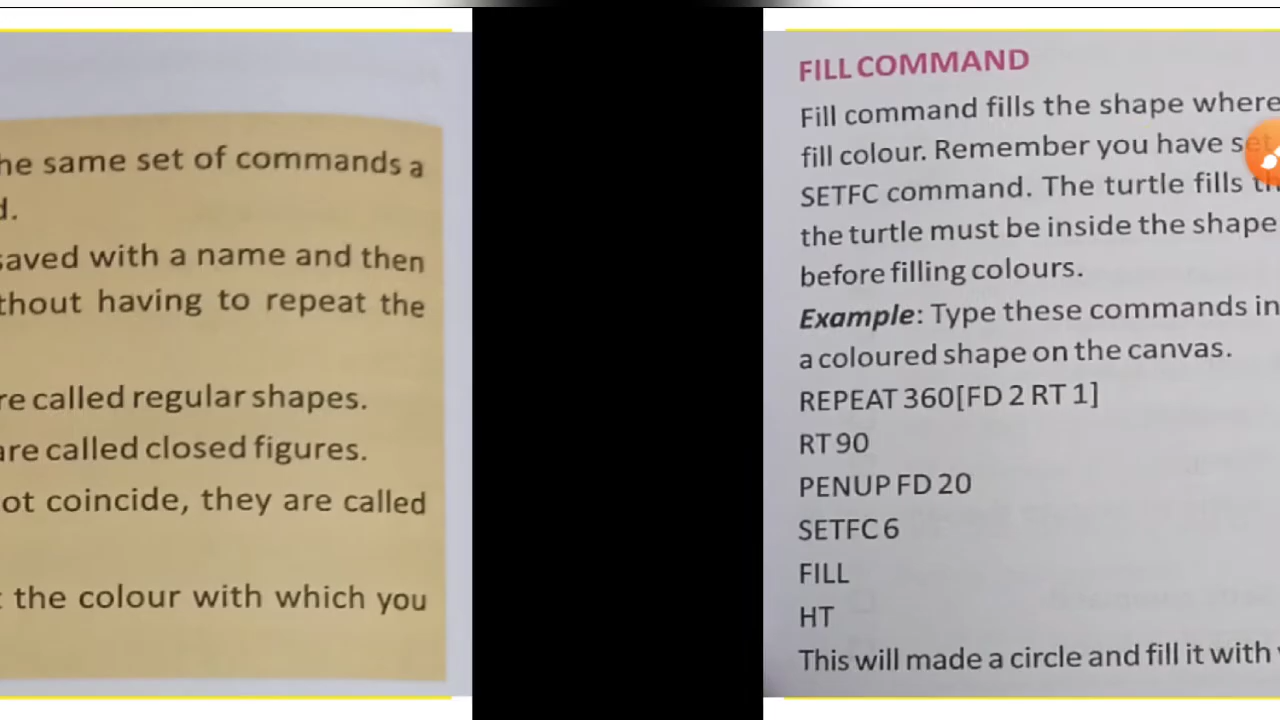 he same set of commands a
d.
saved with a name and then
thout having to repeat the
re called regular shapes.
are called closed figures.
ot coincide, they are called
the colour with which you
FILL COMMAND
Fill command fills the shape where
fill colour. Remember you have set
SETFC command. The turtle fills th
the turtle must be inside the shape
before filling colours.
Example: Type these commands in
a coloured shape on the canvas.
REPEAT 360[FD 2 RT 1]
RT 90
PENUP FD 20
SETFC 6
FILL
HT
This will made a circle and fill it with